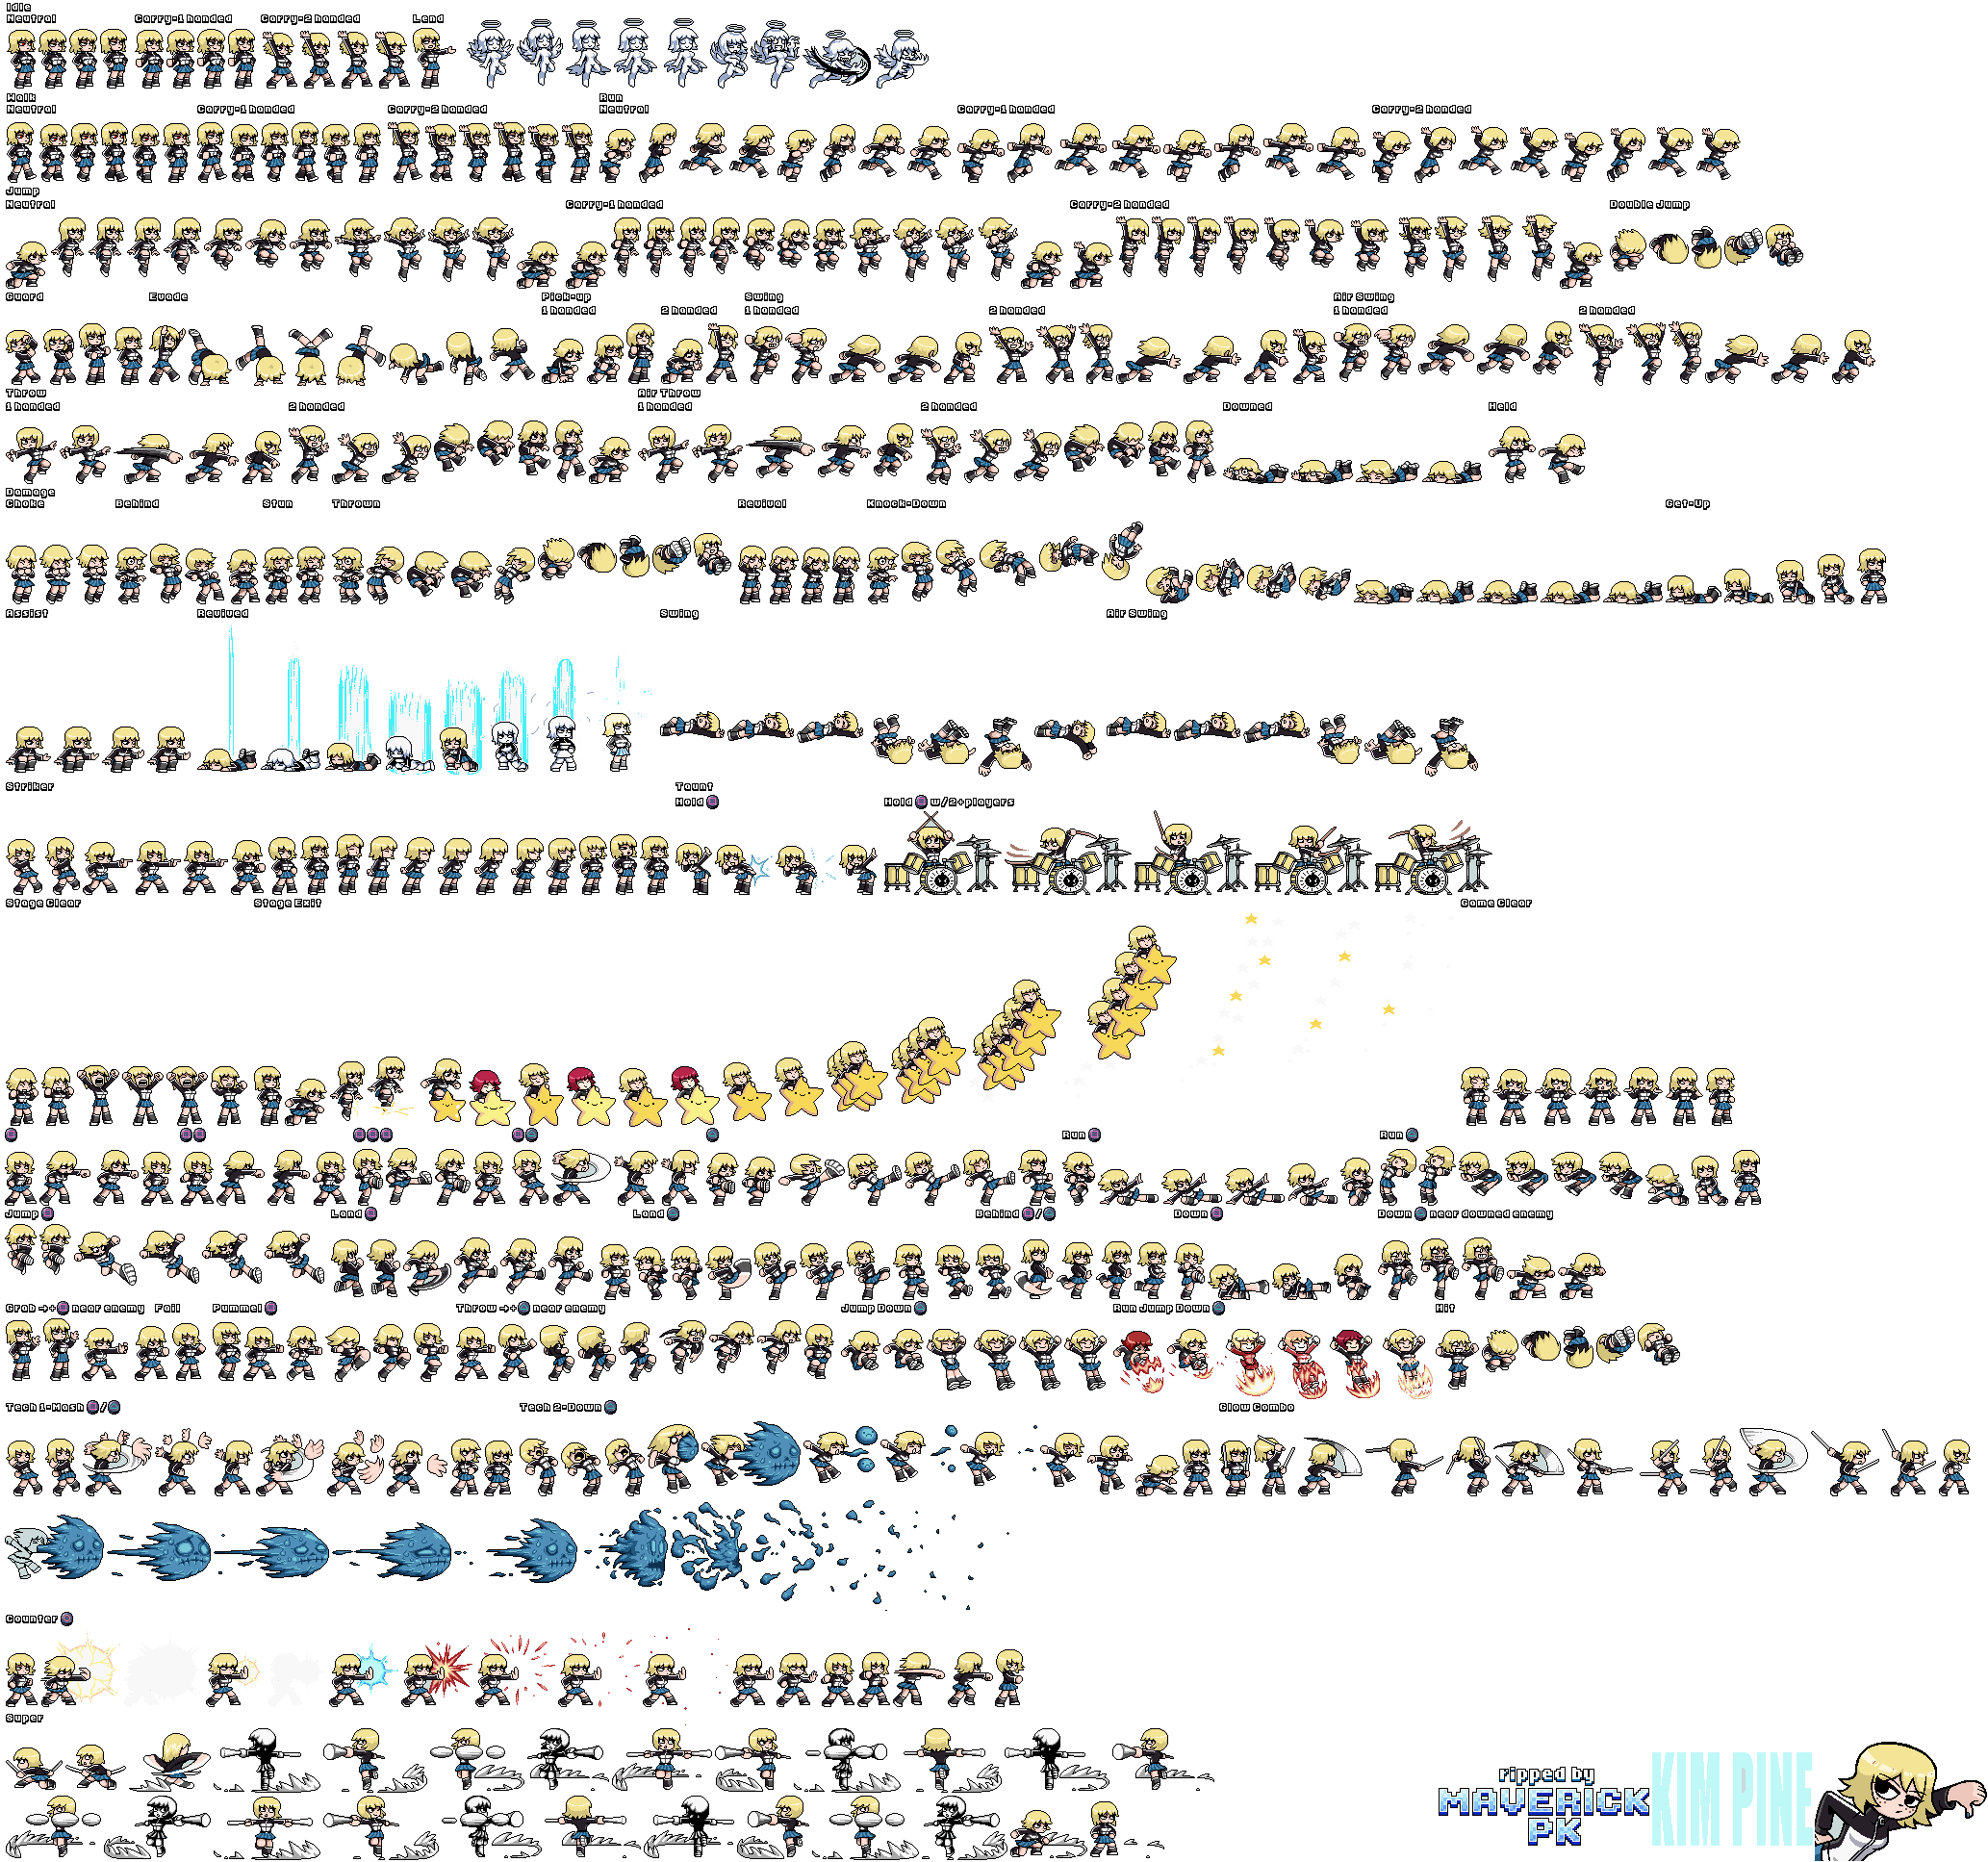 Idle
Neutral Carry-1 handed Carry-2 handed Land
Walk Run
Neutral Carry-1 handed Carry-2 handed Neutral Carry-1 handed Carry-2 handed
Jump
Neutral Carry-1 handed Carry-2 handed Double Jump
Guard Evade Pick-up Swing Air Swing
1 handed 2 handed 1 handed 2 handed 1 handed 2 handed
Throw Air Throw
1 handed 2 handed 1 handed 2 handed Downed Held
Damage
Choke Behind Stun Thrown Revival Knock-Down Get-Up
Assist Revived Swing Air Swing
Striker Taunt
Hold Hold w/2+players
Stage Clear Stage Exit Game Clear
Run Run
Jump Land Land Behind / Down Down near downed enemy
Grab →+ near enemy Fail Pummel Throw →+ near enemy Jump Down Run Jump Down Hit
Tech 1-Mash / Tech 2-Down Glow Combo
Counter
Super
ripped by
MAVERICK
PK
KIM PINE